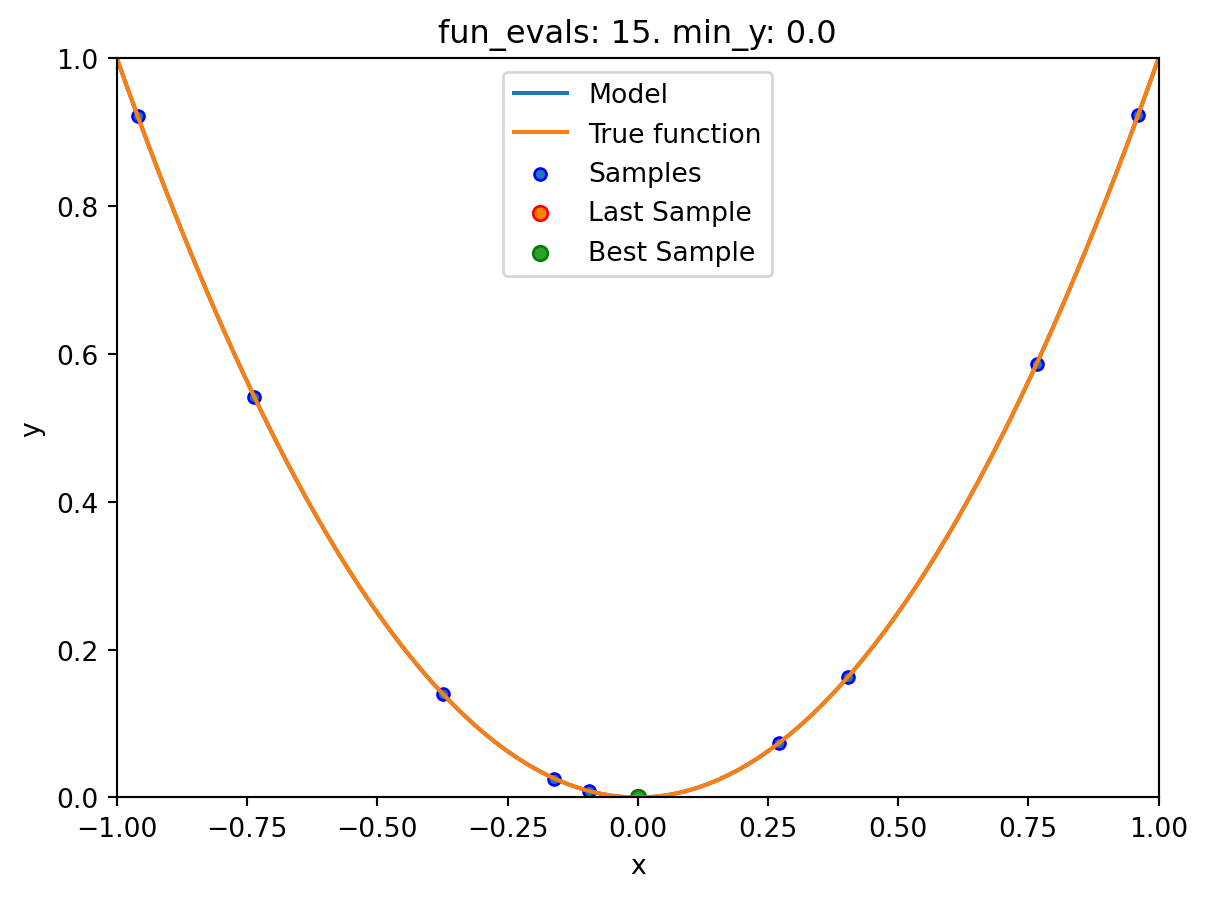 fun_evals: 15. min_y: 0.0
Model
True function
Samples
Last Sample
Best Sample
1.0
0.8
0.6
0.4
0.2
0.0
y
−1.00 −0.75 −0.50 −0.25 0.00 0.25 0.50 0.75 1.00
x